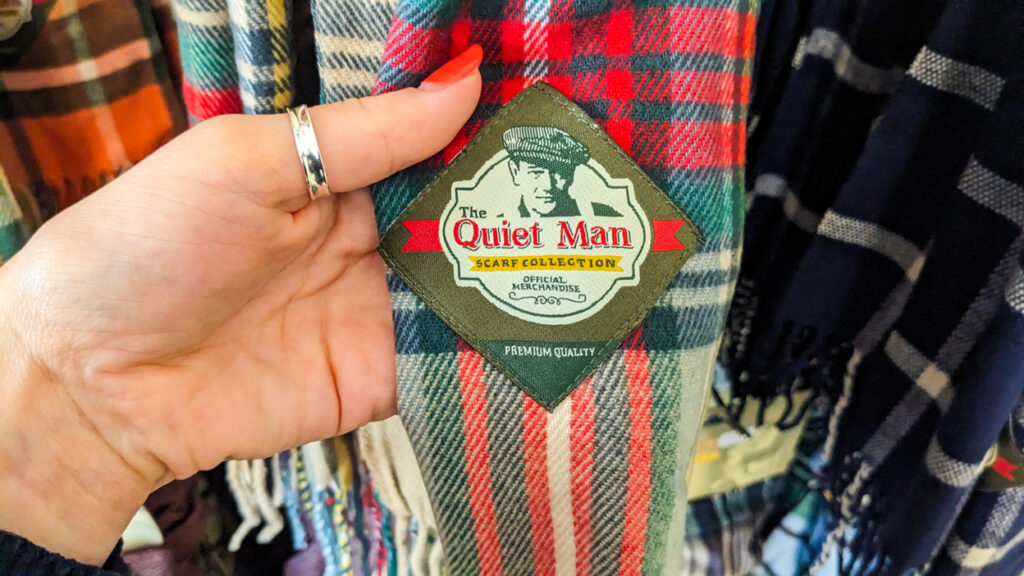 The
Quiet Man
SCARF COLLECTION
OFFICIAL
MERCHANDISE
PREMIUM QUALITY